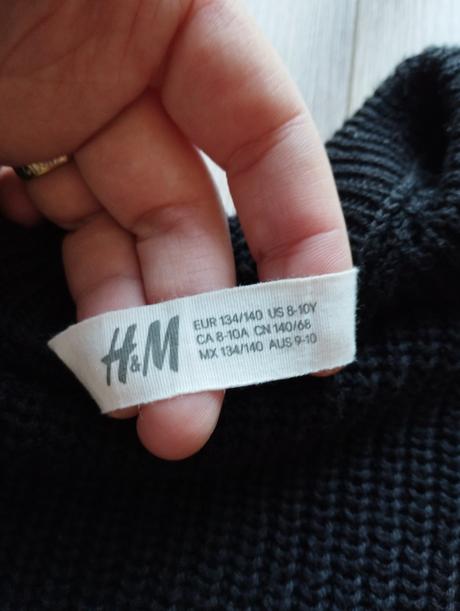 H&M
EUR 134/140 US 8-10Y
CA 8-10A CN 140/68
MX 134/140 AUS 9-10